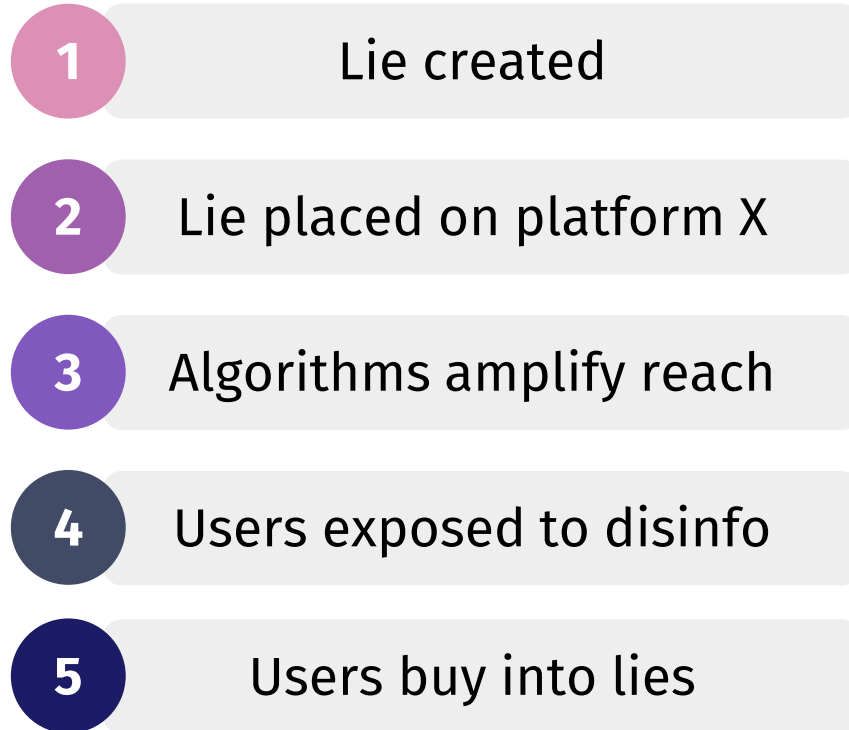 1 Lie created
2 Lie placed on platform X
3 Algorithms amplify reach
4 Users exposed to disinfo
5 Users buy into lies